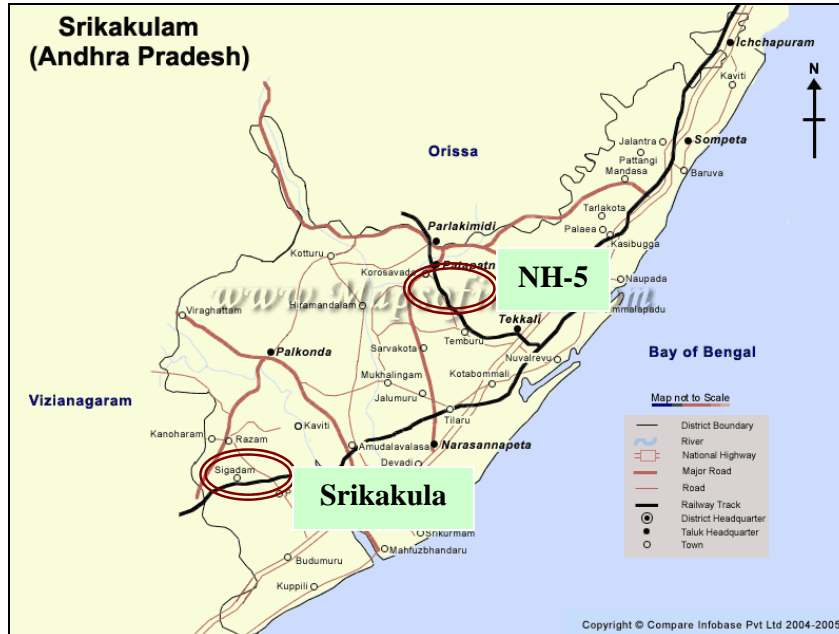 Srikakulam
(Andhra Pradesh)
Ichchapuram
Kaviti
N
Jalantra
Sompeta
Pattangi
Mandasa
Baruva
Orissa
Tarlakota
Palaea
Kasibugga
Parlakimidi
Kotturu
Korosavada
NH-5
Naupada
Hiramandalam
Viraghattam
Tekkali
Temburu
Sarvakota
Palkonda
Nuvalrevu
Bay of Bengal
Mukhalingam
Kotabommali
Jalumuru
Vizianagaram
Tilaru
Map not to Scale
District Boundary
River
National Highway
Major Road
Road
Railway Track
District Headquarter
Taluk Headquarter
Town
Kanoharam
Razam
Kaviti
Amudalavalasa
Narasannapeta
Devadi
Sigadam
Srikakula
Srikurmam
Mahfuzbhandaru
Budumuru
Kuppili
Copyright © Compare Infobase Pvt Ltd 2004-2005